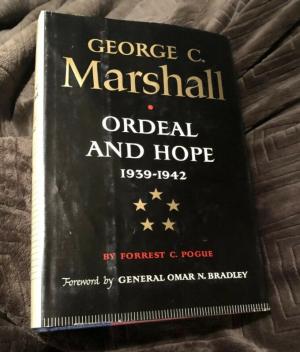 GEORGE C.
Marshall
ORDEAL
AND HOPE
1939-1942
BY FORREST C. POGUE
Foreword by GENERAL OMAR N. BRADLEY